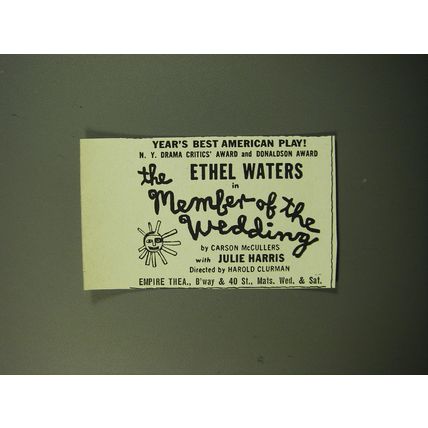 YEAR'S BEST AMERICAN PLAY!
N. Y. DRAMA CRITICS' AWARD and DONALDSON AWARD
the ETHEL WATERS
in
Member of the
Wedding
by CARSON McCULLERS
with JULIE HARRIS
Directed by HAROLD CLURMAN
EMPIRE THEA., B'way & 40 St., Mats. Wed. & Sat.